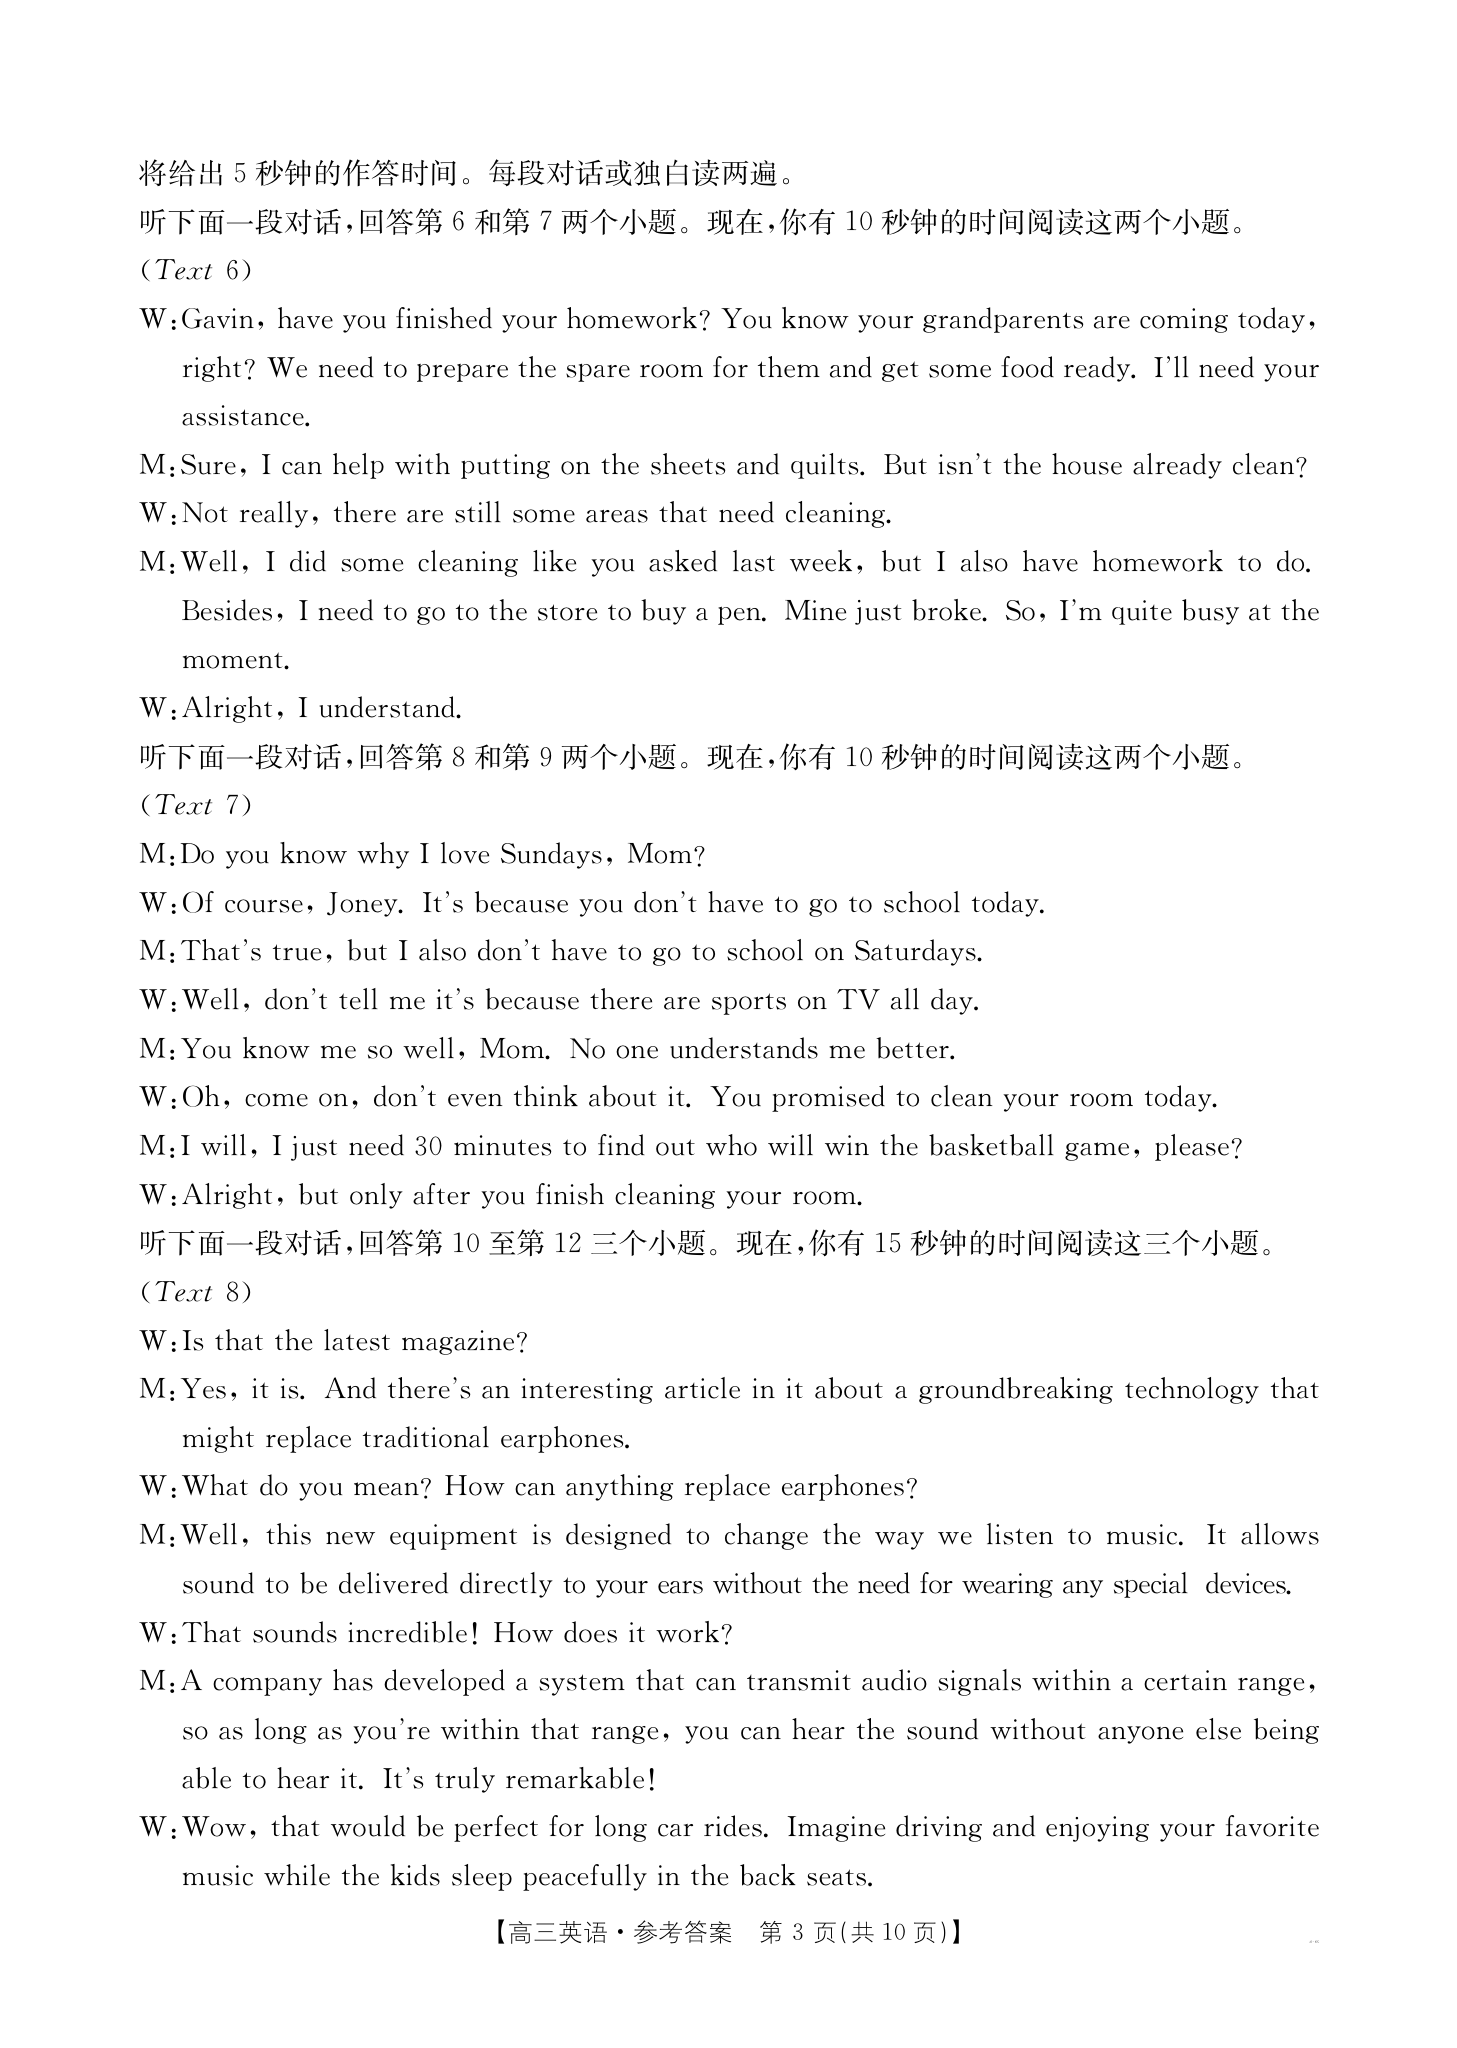 将给出 5 秒钟的作答时间。每段对话或独白读两遍。
听下面一段对话,回答第 6 和第 7 两个小题。现在,你有 10 秒钟的时间阅读这两个小题。
(Text 6)
W:Gavin, have you finished your homework? You know your grandparents are coming today,
right? We need to prepare the spare room for them and get some food ready. I'll need your
assistance.
M:Sure, I can help with putting on the sheets and quilts. But isn't the house already clean?
W:Not really, there are still some areas that need cleaning.
M:Well, I did some cleaning like you asked last week, but I also have homework to do.
Besides, I need to go to the store to buy a pen. Mine just broke. So, I'm quite busy at the
moment.
W:Alright, I understand.
听下面一段对话,回答第 8 和第 9 两个小题。现在,你有 10 秒钟的时间阅读这两个小题。
(Text 7)
M:Do you know why I love Sundays, Mom?
W:Of course, Joney. It's because you don't have to go to school today.
M:That's true, but I also don't have to go to school on Saturdays.
W:Well, don't tell me it's because there are sports on TV all day.
M:You know me so well, Mom. No one understands me better.
W:Oh, come on, don't even think about it. You promised to clean your room today.
M:I will, I just need 30 minutes to find out who will win the basketball game, please?
W:Alright, but only after you finish cleaning your room.
听下面一段对话,回答第 10 至第 12 三个小题。现在,你有 15 秒钟的时间阅读这三个小题。
(Text 8)
W:Is that the latest magazine?
M:Yes, it is. And there's an interesting article in it about a groundbreaking technology that
might replace traditional earphones.
W:What do you mean? How can anything replace earphones?
M:Well, this new equipment is designed to change the way we listen to music. It allows
sound to be delivered directly to your ears without the need for wearing any special devices.
W:That sounds incredible! How does it work?
M:A company has developed a system that can transmit audio signals within a certain range,
so as long as you're within that range, you can hear the sound without anyone else being
able to hear it. It's truly remarkable!
W:Wow, that would be perfect for long car rides. Imagine driving and enjoying your favorite
music while the kids sleep peacefully in the back seats.
【高三英语·参考答案 第 3 页(共 10 页)】